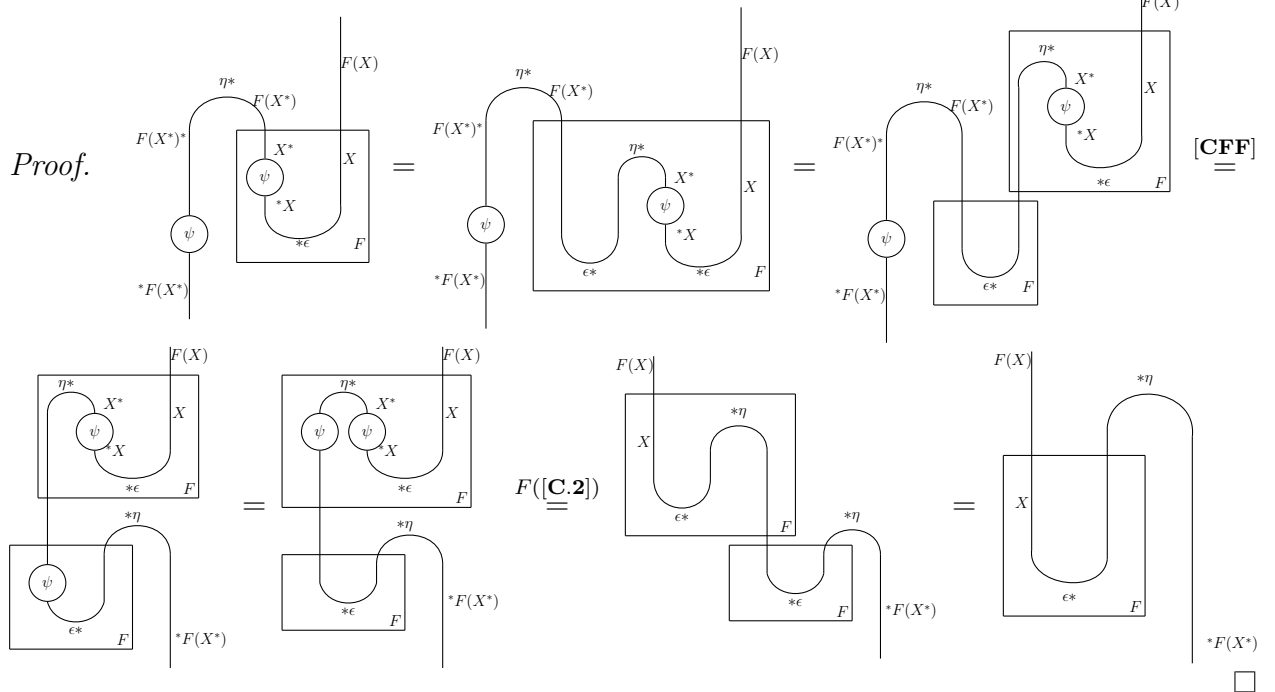 Proof.
F(X)
η*
F(X*)
F(X*)*
X*
X
ψ
*X
ψ
*ε
F
*F(X*)
=
F(X)
η*
F(X*)
F(X*)*
η*
X*
X
ψ
*X
ψ
ε*
*ε
F
*F(X*)
=
F(X)
η*
X*
X
η*
F(X*)
ψ
*X
F(X*)*
*ε
F
ψ
ε*
F
*F(X*)
[CFF]
=
F(X)
η*
X*
X
ψ
*X
*ε
F
*η
ψ
ε*
F
*F(X*)
=
F(X)
η*
X*
X
ψ
ψ
*X
*ε
F
*η
*ε
F
*F(X*)
F([C.2])
=
F(X)
*η
X
ε*
F
*η
*ε
F
*F(X*)
=
F(X)
*η
X
ε*
F
*F(X*)
□